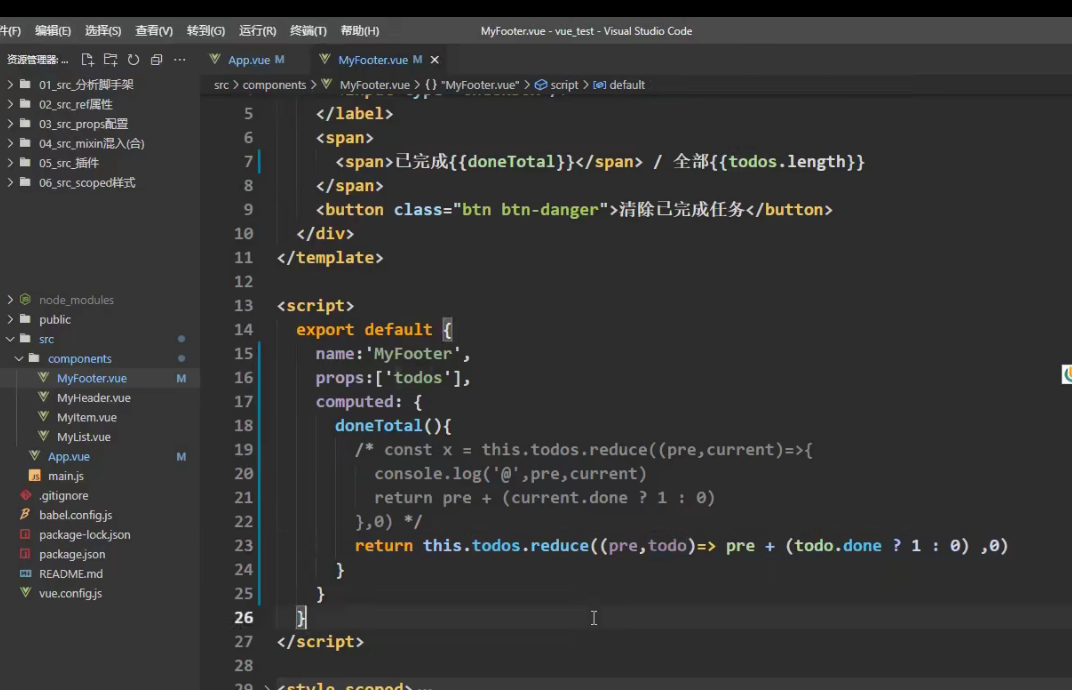 件(F) 编辑(E) 选择(S) 查看(V) 转到(G) 运行(R) 终端(T) 帮助(H) MyFooter.vue - vue_test - Visual Studio Code
资源管理器: ...
01_src_分析脚手架
02_src_ref属性
03_src_props配置
04_src_mixin混入(合)
05_src_插件
06_src_scoped样式
node_modules
public
src
components
MyFooter.vue M
MyHeader.vue
MyItem.vue
MyList.vue
App.vue M
main.js
.gitignore
babel.config.js
package-lock.json
package.json
README.md
vue.config.js
App.vue M MyFooter.vue M
src > components > MyFooter.vue > {} "MyFooter.vue" > script > default
5 </label>
6 <span>
7 <span>已完成{{doneTotal}}</span> / 全部{{todos.length}}
8 </span>
9 <button class="btn btn-danger">清除已完成任务</button>
10 </div>
11 </template>
12
13 <script>
14 export default {
15 name:'MyFooter',
16 props:['todos'],
17 computed: {
18 doneTotal(){
19 /* const x = this.todos.reduce((pre,current)=>{
20 console.log('@',pre,current)
21 return pre + (current.done ? 1 : 0)
22 },0) */
23 return this.todos.reduce((pre,todo)=> pre + (todo.done ? 1 : 0) ,0)
24 }
25 }
26 }
27 </script>
28
29 <style scoped>